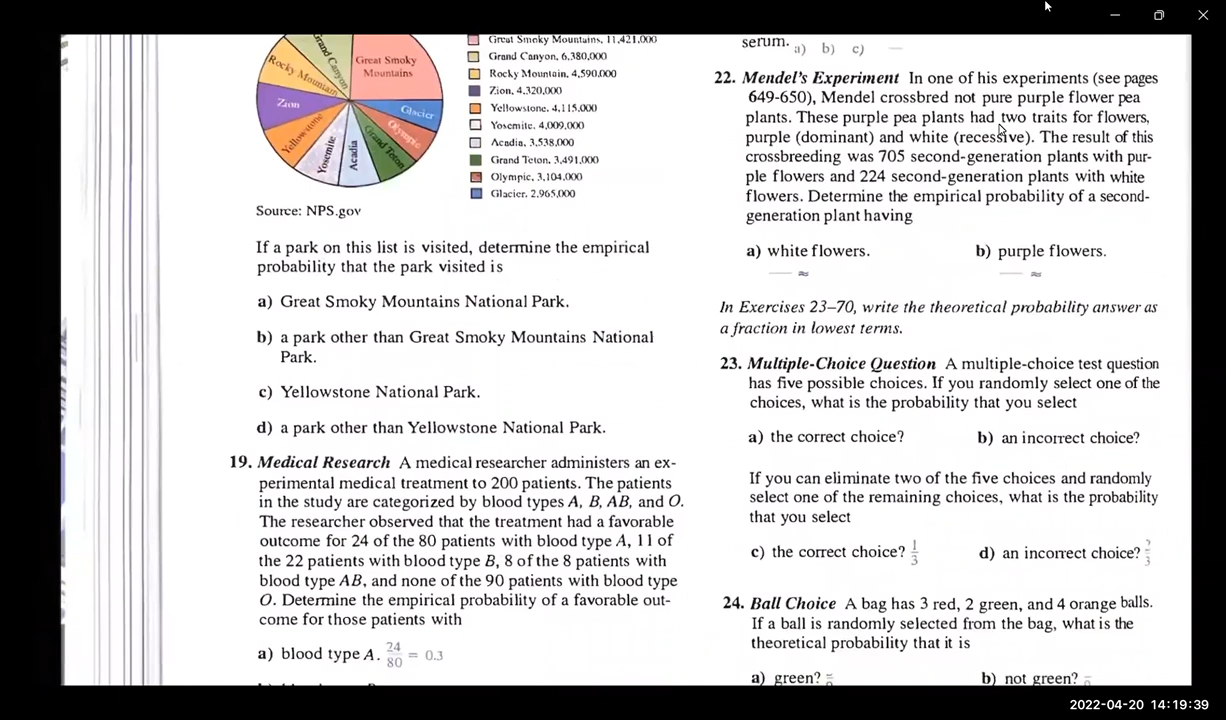 Great Smoky Mountains, 11,421,000
Grand Canyon, 6,380,000
Rocky Mountain, 4,590,000
Zion, 4,320,000
Yellowstone, 4,115,000
Yosemite, 4,009,000
Acadia, 3,538,000
Grand Teton, 3,491,000
Olympic, 3,104,000
Glacier, 2,965,000
Grand Canyon
Great Smoky
Mountains
Rocky Mountain
Zion
Glacier
Yellowstone
Olympic
Yosemite
Acadia
Grand Teton
Source: NPS.gov
If a park on this list is visited, determine the empirical
probability that the park visited is
a) Great Smoky Mountains National Park.
b) a park other than Great Smoky Mountains National
Park.
c) Yellowstone National Park.
d) a park other than Yellowstone National Park.
19. Medical Research A medical researcher administers an ex-
perimental medical treatment to 200 patients. The patients
in the study are categorized by blood types A, B, AB, and O.
The researcher observed that the treatment had a favorable
outcome for 24 of the 80 patients with blood type A, 11 of
the 22 patients with blood type B, 8 of the 8 patients with
blood type AB, and none of the 90 patients with blood type
O. Determine the empirical probability of a favorable out-
come for those patients with
a) blood type A. 24/80 = 0.3
serum. a) b) c)
22. Mendel's Experiment In one of his experiments (see pages
649-650), Mendel crossbred not pure purple flower pea
plants. These purple pea plants had two traits for flowers,
purple (dominant) and white (recessive). The result of this
crossbreeding was 705 second-generation plants with pur-
ple flowers and 224 second-generation plants with white
flowers. Determine the empirical probability of a second-
generation plant having
a) white flowers. b) purple flowers.
≈ ≈
In Exercises 23–70, write the theoretical probability answer as
a fraction in lowest terms.
23. Multiple-Choice Question A multiple-choice test question
has five possible choices. If you randomly select one of the
choices, what is the probability that you select
a) the correct choice? b) an incorrect choice?
If you can eliminate two of the five choices and randomly
select one of the remaining choices, what is the probability
that you select
c) the correct choice? 1/3 d) an incorrect choice?
24. Ball Choice A bag has 3 red, 2 green, and 4 orange balls.
If a ball is randomly selected from the bag, what is the
theoretical probability that it is
a) green? b) not green?
2022-04-20 14:19:39